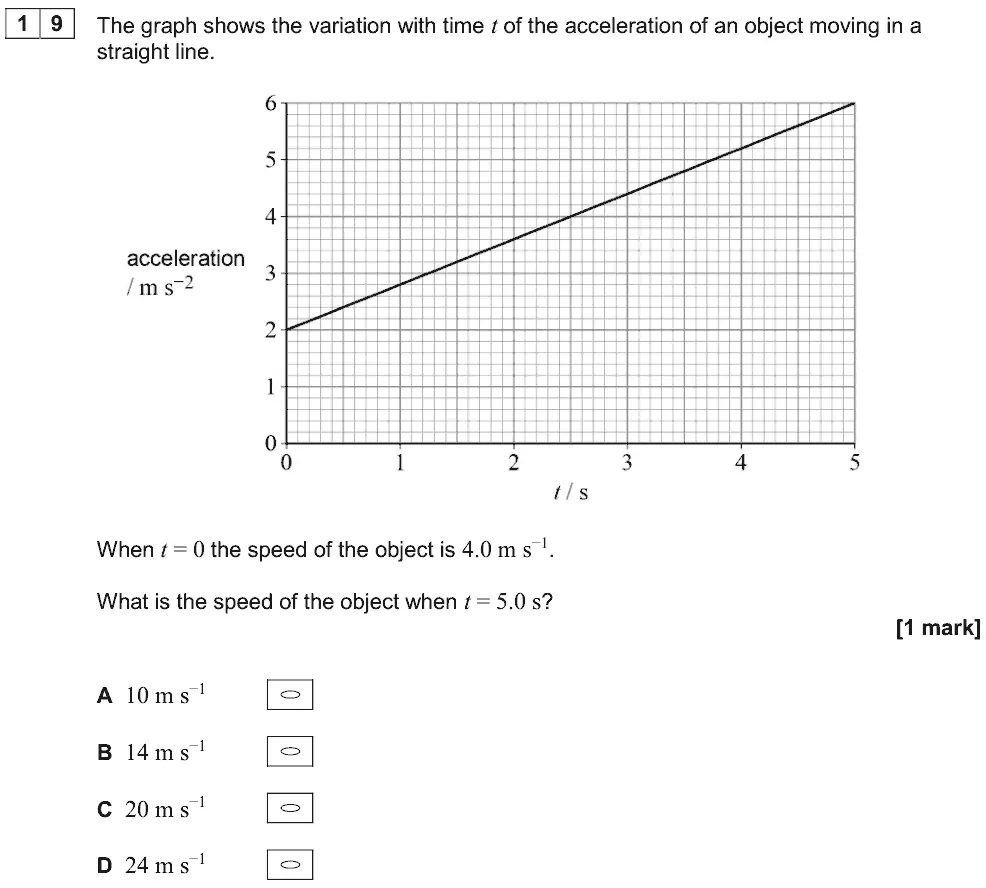 1 9 The graph shows the variation with time t of the acceleration of an object moving in a
straight line.
6
5
4
acceleration
/ m s⁻²
3
2
1
0
0 1 2 3 4 5
t / s
When t = 0 the speed of the object is 4.0 m s⁻¹.
What is the speed of the object when t = 5.0 s?
[1 mark]
A 10 m s⁻¹
B 14 m s⁻¹
C 20 m s⁻¹
D 24 m s⁻¹